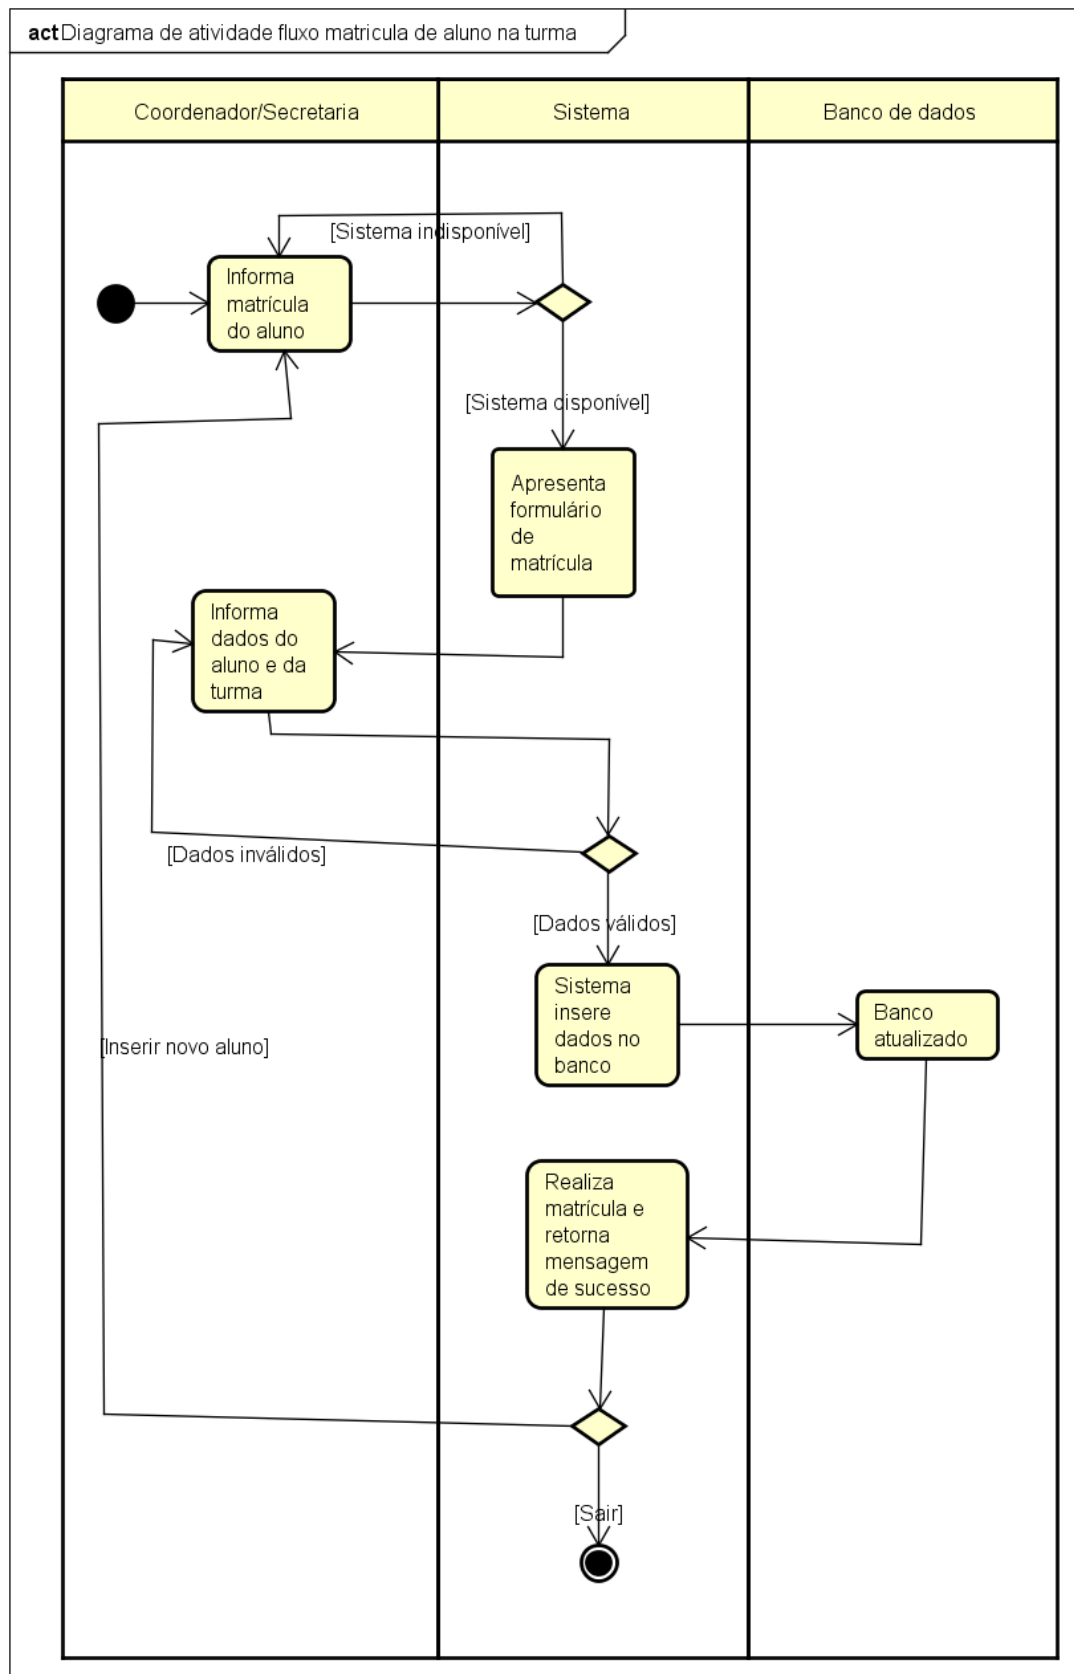 act Diagrama de atividade fluxo matricula de aluno na turma
Coordenador/Secretaria
Sistema
Banco de dados
[Sistema indisponível]
Informa
matrícula
do aluno
[Sistema disponível]
Apresenta
formulário
de
matrícula
Informa
dados do
aluno e da
turma
[Dados inválidos]
[Dados válidos]
Sistema
insere
dados no
banco
Banco
atualizado
[Inserir novo aluno]
Realiza
matrícula e
retorna
mensagem
de sucesso
[Sair]